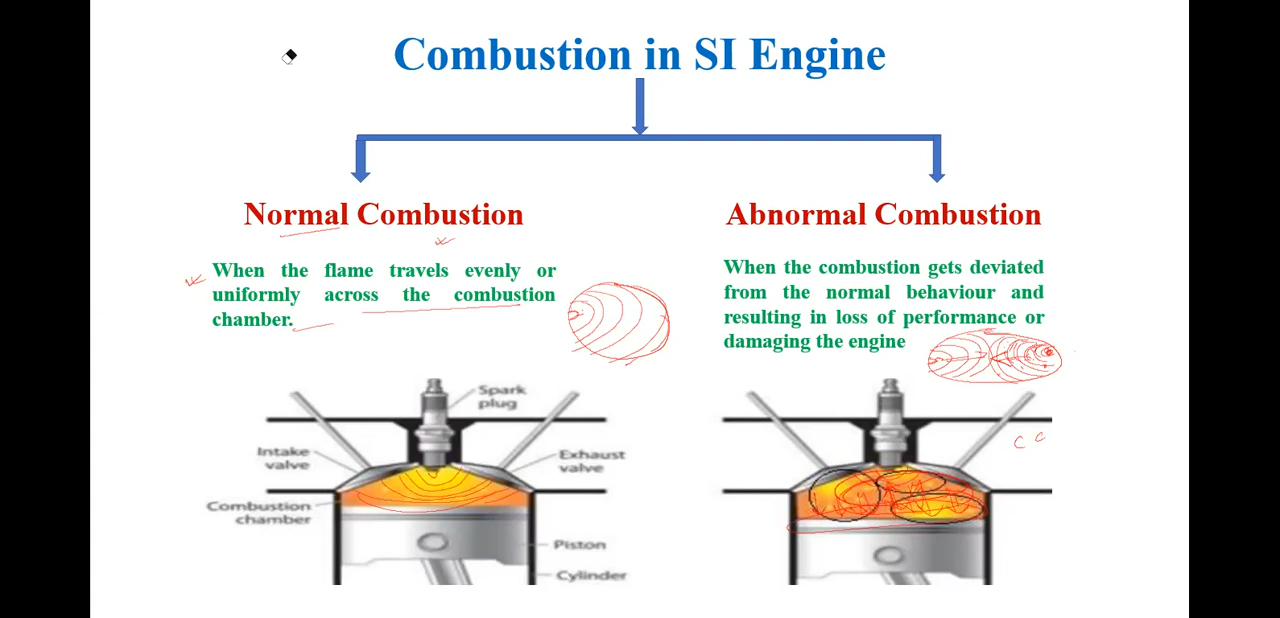 Combustion in SI Engine
Normal Combustion
When the flame travels evenly or
uniformly across the combustion
chamber.
Abnormal Combustion
When the combustion gets deviated
from the normal behaviour and
resulting in loss of performance or
damaging the engine
Spark
plug
Intake
valve
Exhaust
valve
Combustion
chamber
Piston
Cylinder
C C